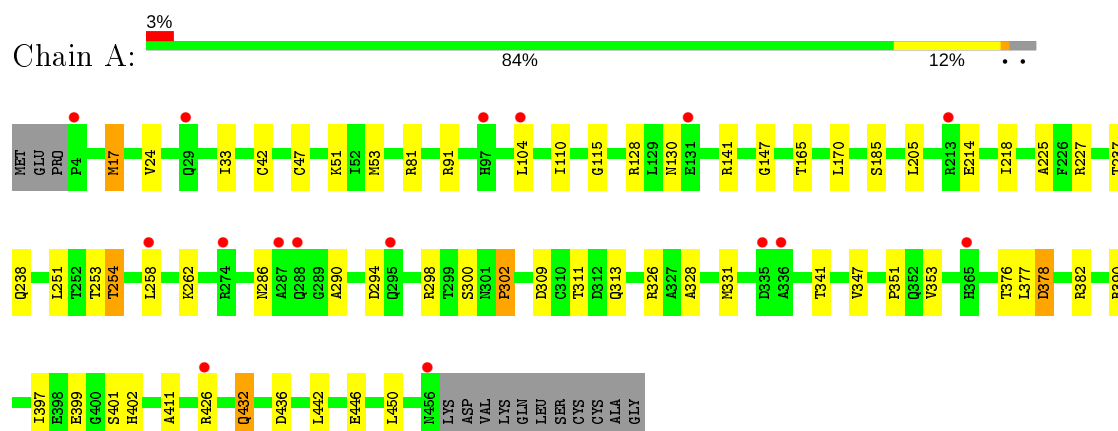 3%
Chain A:
84% 12% • •
MET GLU PRO P4 M17 V24 Q29 I33 C42 C47 K51 I52 M53 R81 R91 H97 L104 I110 G115 R128 L129 N130 E131 R141 G147 T165 L170 S185 L205 R213 E214 I218 A225 F226 R227 T237
Q238 L251 T252 T253 T254 L258 K262 R274 N286 A287 Q288 G289 A290 D294 Q295 R298 T299 S300 N301 P302 D309 C310 T311 D312 Q313 R326 A327 A328 M331 D335 A336 T341 V347 P351 Q352 V353 H365 T376 L377 D378 R382
I397 E398 E399 G400 S401 H402 A411 R426 Q432 D436 L442 E446 L450 N456 LYS ASP VAL LYS GLN LEU SER CYS CYS ALA GLY